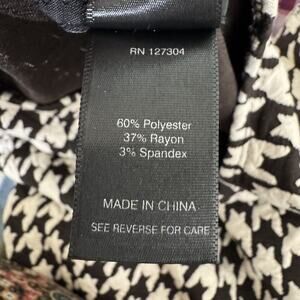 RN 127304
60% Polyester
37% Rayon
3% Spandex
MADE IN CHINA
SEE REVERSE FOR CARE